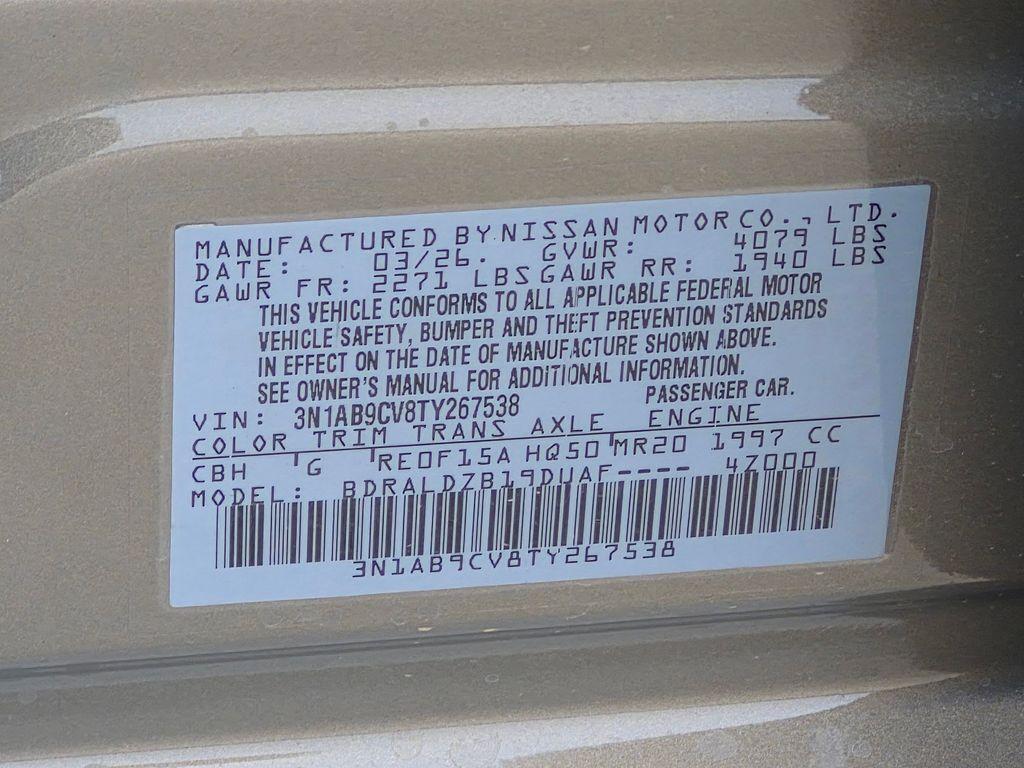 MANUFACTURED BY NISSAN MOTOR CO., LTD.
DATE: 03/26. GVWR: 4079 LBS
GAWR FR: 2271 LBS GAWR RR: 1940 LBS
THIS VEHICLE CONFORMS TO ALL APPLICABLE FEDERAL MOTOR
VEHICLE SAFETY, BUMPER AND THEFT PREVENTION STANDARDS
IN EFFECT ON THE DATE OF MANUFACTURE SHOWN ABOVE.
SEE OWNER'S MANUAL FOR ADDITIONAL INFORMATION.
VIN: 3N1AB9CV8TY267538 PASSENGER CAR.
COLOR TRIM TRANS AXLE ENGINE
CBH G RE0F15A HQ50 MR20 1997 CC
MODEL: BDRALDZB19DUAF---- 4Z000
3N1AB9CV8TY267538